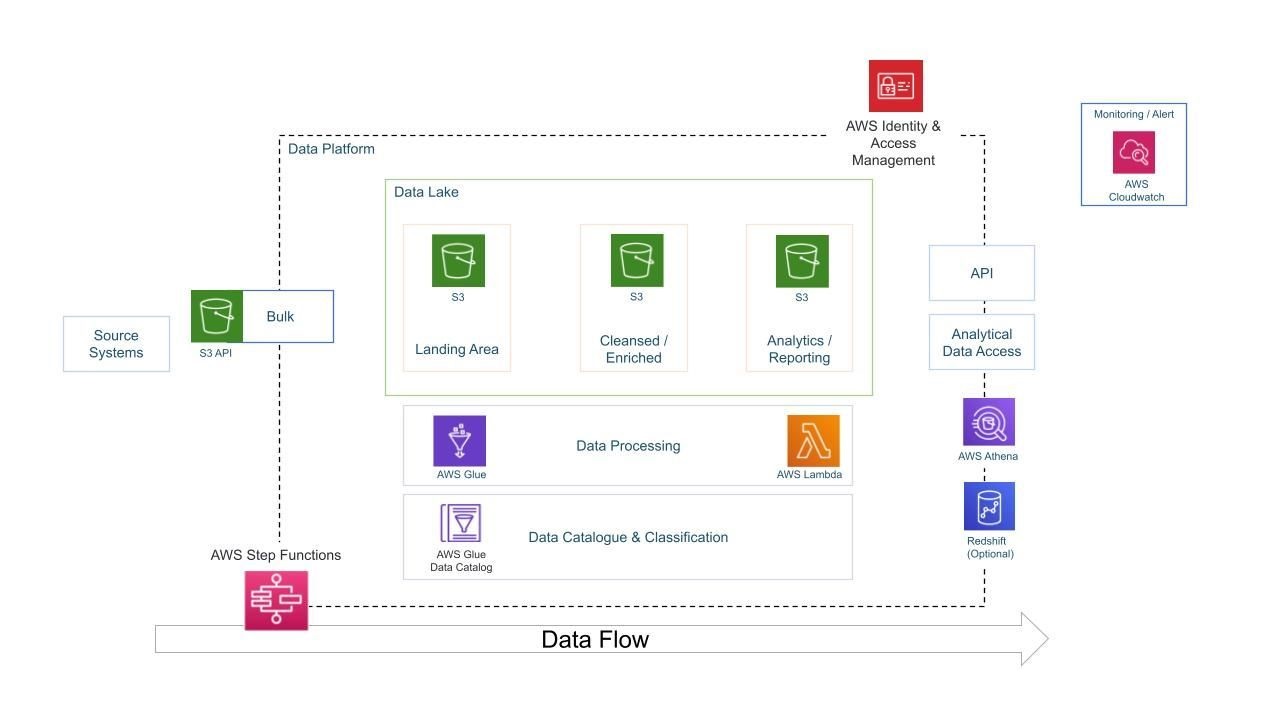 AWS Identity &
Access
Management
Monitoring / Alert
AWS
Cloudwatch
Data Platform
Data Lake
S3
Landing Area
S3
Cleansed /
Enriched
S3
Analytics /
Reporting
API
Analytical
Data Access
Source
Systems
Bulk
S3 API
AWS Glue
Data Processing
AWS Lambda
AWS Athena
AWS Glue
Data Catalog
Data Catalogue & Classification
Redshift
(Optional)
AWS Step Functions
Data Flow